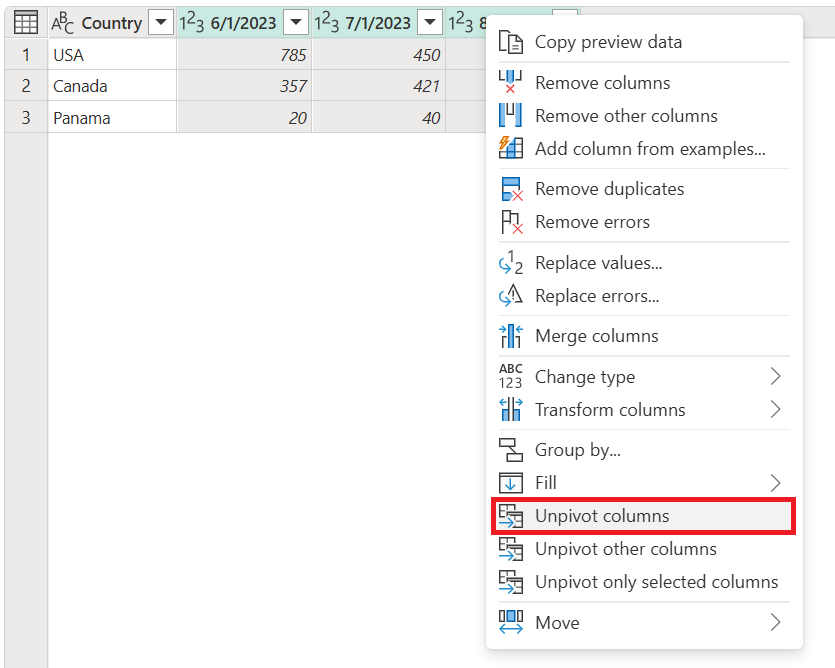 ABC Country 123 6/1/2023 123 7/1/2023 123 8
1 USA 785 450
2 Canada 357 421
3 Panama 20 40
Copy preview data
Remove columns
Remove other columns
Add column from examples...
Remove duplicates
Remove errors
1 2 Replace values...
Replace errors...
Merge columns
ABC 123 Change type
Transform columns
Group by...
Fill
Unpivot columns
Unpivot other columns
Unpivot only selected columns
Move